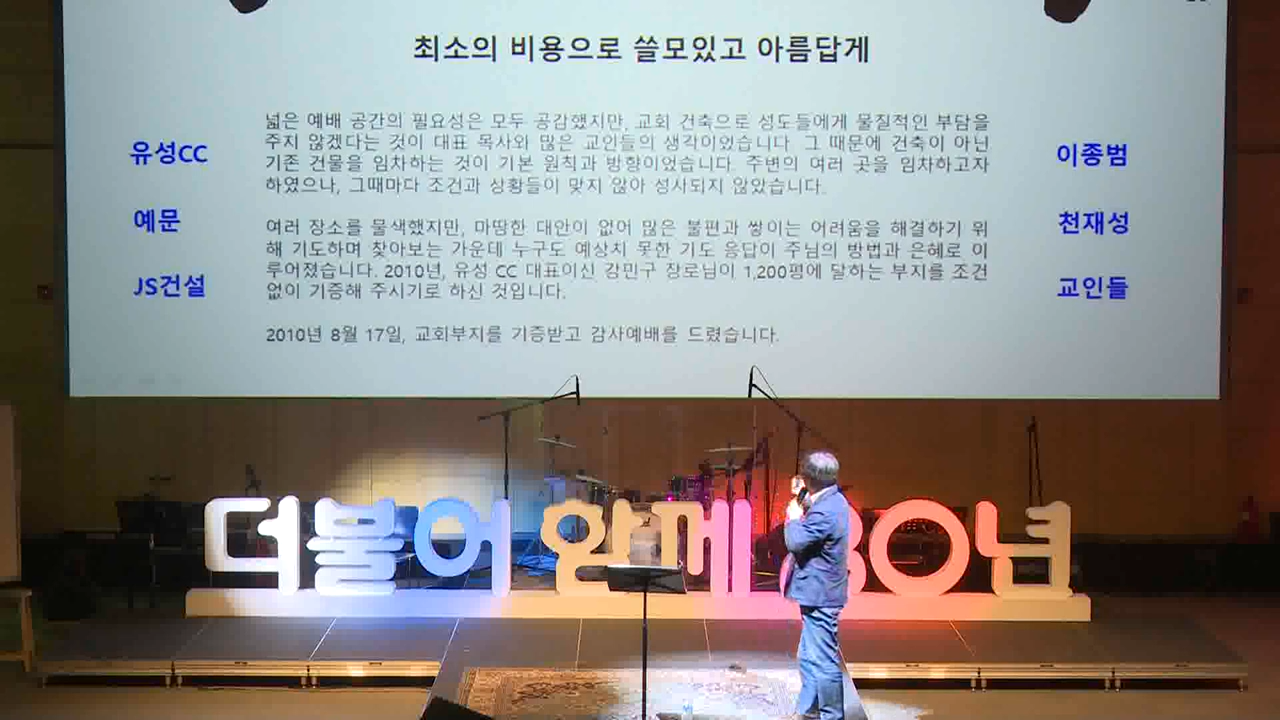 최소의 비용으로 쓸모있고 아름답게
넓은 예배 공간의 필요성은 모두 공감했지만, 교회 건축으로 성도들에게 물질적인 부담을
주지 않겠다는 것이 대표 목사와 많은 교인들의 생각이었습니다. 그 때문에 건축이 아닌
기존 건물을 임차하는 것이 기본 원칙과 방향이었습니다. 주변의 여러 곳을 임차하고자
하였으나, 그때마다 조건과 상황들이 맞지 않아 성사되지 않았습니다.
여러 장소를 물색했지만, 마땅한 대안이 없어 많은 불편과 쌓이는 어려움을 해결하기 위
해 기도하며 찾아보는 가운데 누구도 예상치 못한 기도 응답이 주님의 방법과 은혜로 이
루어졌습니다. 2010년, 유성 CC 대표이신 강민구 장로님이 1,200평에 달하는 부지를 조건
없이 기증해 주시기로 하신 것입니다.
2010년 8월 17일, 교회부지를 기증받고 감사예배를 드렸습니다.
유성CC
예문
JS건설
이종범
천재성
교인들
더불어 함께 30년